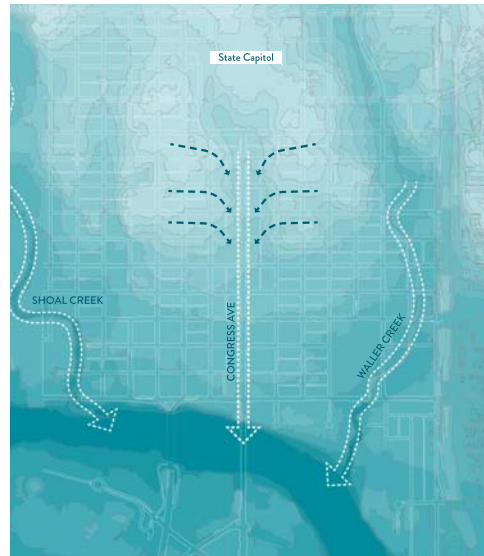 State Capitol
SHOAL CREEK
CONGRESS AVE
WALLER CREEK